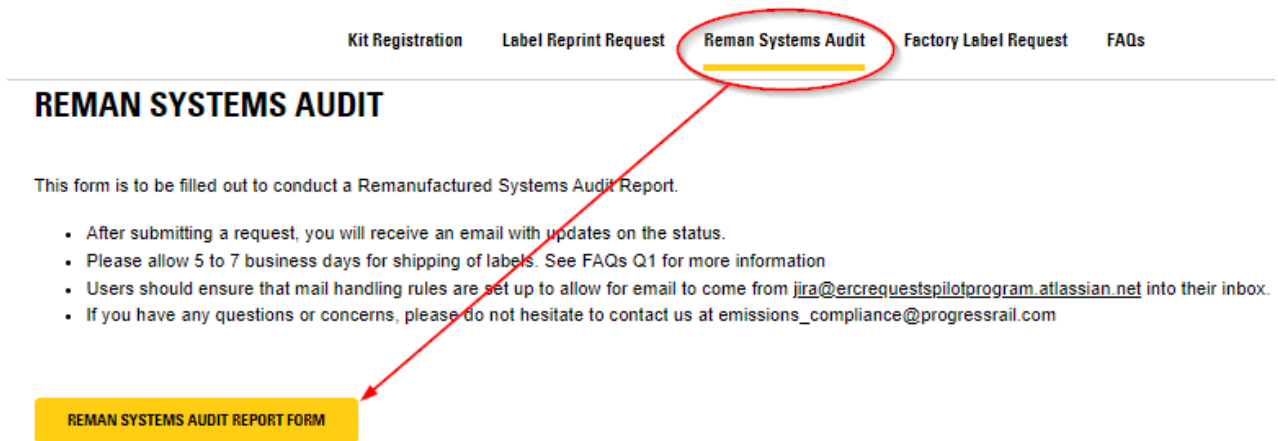 Kit Registration Label Reprint Request Reman Systems Audit Factory Label Request FAQs
REMAN SYSTEMS AUDIT
This form is to be filled out to conduct a Remanufactured Systems Audit Report.
• After submitting a request, you will receive an email with updates on the status.
• Please allow 5 to 7 business days for shipping of labels. See FAQs Q1 for more information
• Users should ensure that mail handling rules are set up to allow for email to come from jira@ercrequestspilotprogram.atlassian.net into their inbox.
• If you have any questions or concerns, please do not hesitate to contact us at emissions_compliance@progressrail.com
REMAN SYSTEMS AUDIT REPORT FORM